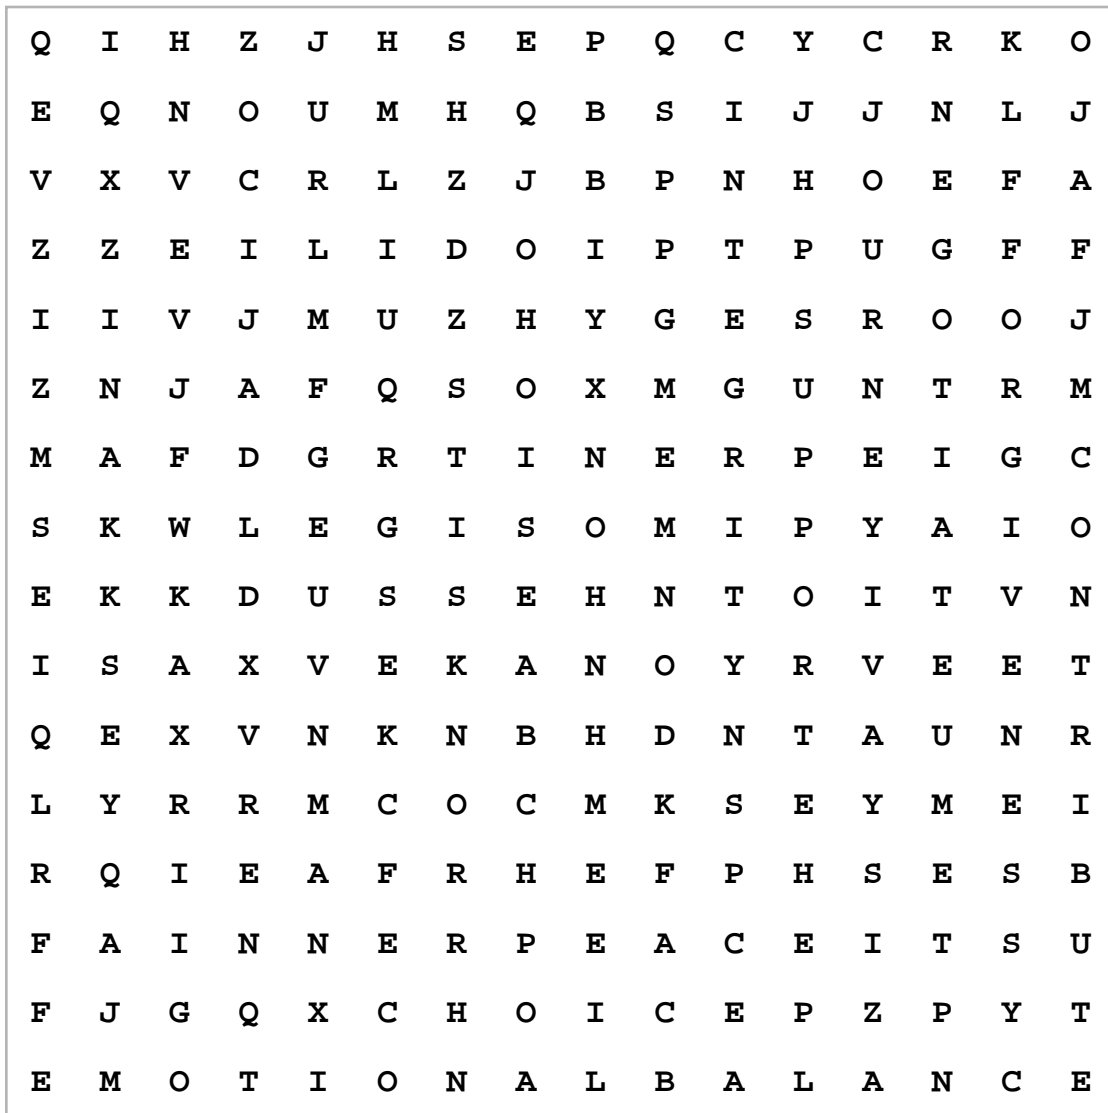 Q I H Z J H S E P Q C Y C R K O
E Q N O U M H Q B S I J J N L J
V X V C R L Z J B P N H O E F A
Z Z E I L I D O I P T P U G F F
I I V J M U Z H Y G E S R O O J
Z N J A F Q S O X M G U N T R M
M A F D G R T I N E R P E I G C
S K W L E G I S O M I P Y A I O
E K K D U S S E H N T O I T V N
I S A X V E K A N O Y R V E E T
Q E X V N K N B H D N T A U N R
L Y R R M C O C M K S E Y M E I
R Q I E A F R H E F P H S E S B
F A I N N E R P E A C E I T S U
F J G Q X C H O I C E P Z P Y T
E M O T I O N A L B A L A N C E